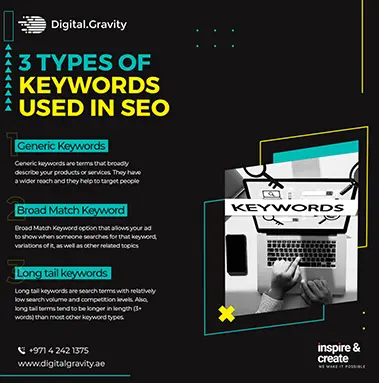 Digital.Gravity
3 TYPES OF
KEYWORDS
USED IN SEO
1
Generic Keywords
Generic keywords are terms that broadly
describe your products or services. They have
a wider reach and they help to target people
2
Broad Match Keyword
Broad Match Keyword option that allows your ad
to show when someone searches for that keyword,
variations of it, as well as other related topics
3
Long tail keywords
Long tail keywords are search terms with relatively
low search volume and competition levels. Also,
long tail terms tend to be longer in length (3+
words) than most other keyword types.
KEYWORDS
+971 4 242 1375
www.digitalgravity.ae
inspire &
create
WE MAKE IT POSSIBLE